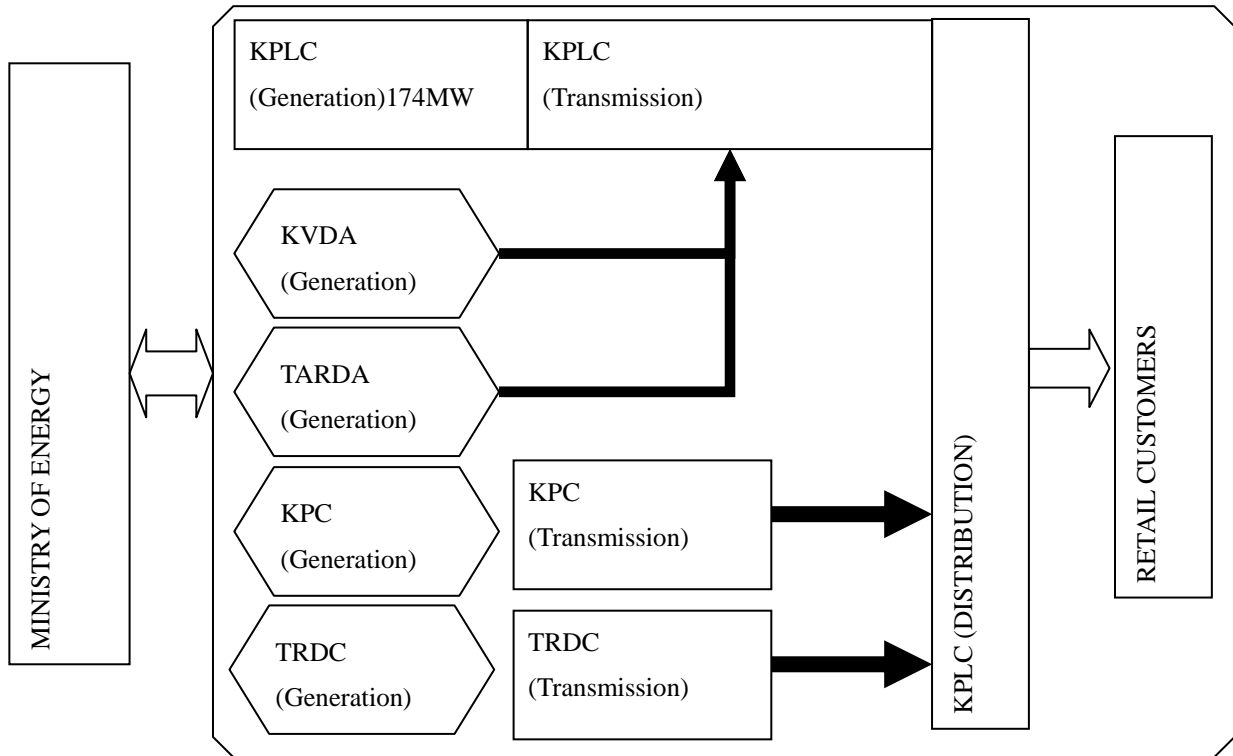 MINISTRY OF ENERGY
KPLC
(Generation)174MW
KPLC
(Transmission)
KVDA
(Generation)
TARDA
(Generation)
KPC
(Generation)
KPC
(Transmission)
TRDC
(Generation)
TRDC
(Transmission)
KPLC (DISTRIBUTION)
RETAIL CUSTOMERS